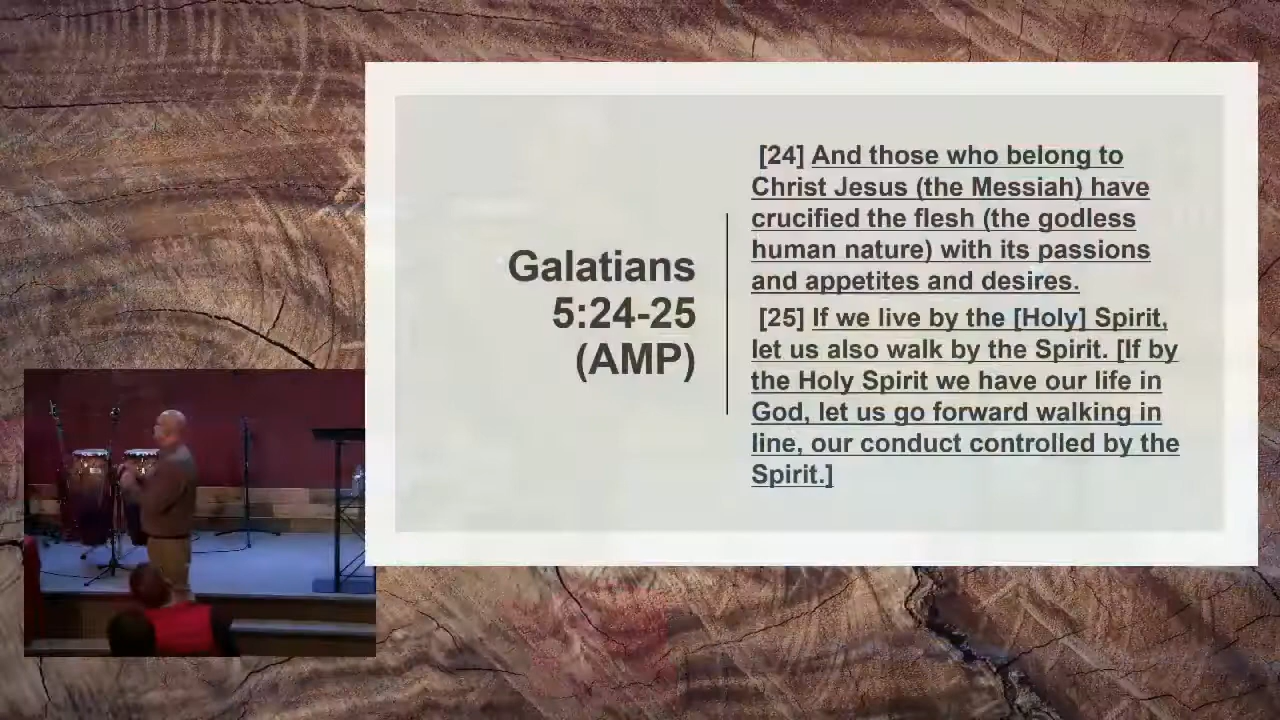 Galatians
5:24-25
(AMP)
[24] And those who belong to
Christ Jesus (the Messiah) have
crucified the flesh (the godless
human nature) with its passions
and appetites and desires.
[25] If we live by the [Holy] Spirit,
let us also walk by the Spirit. [If by
the Holy Spirit we have our life in
God, let us go forward walking in
line, our conduct controlled by the
Spirit.]